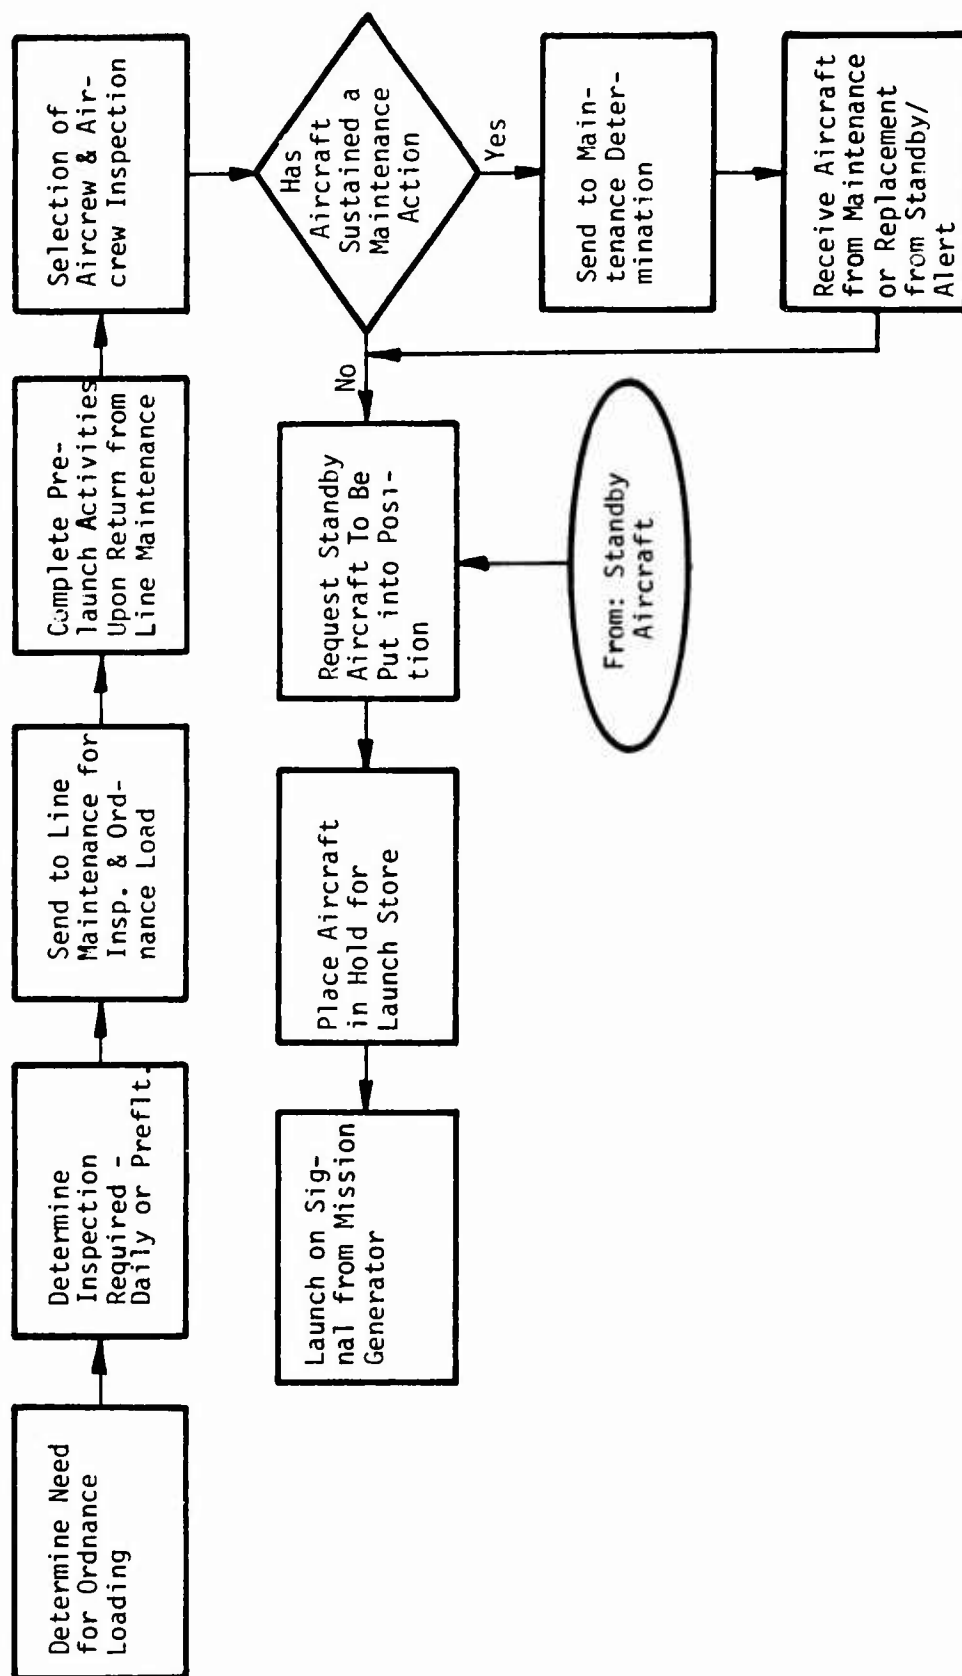 Determine Need
for Ordnance
Loading
Determine
Inspection
Required -
Daily or Preflt.
Send to Line
Maintenance for
Insp. & Ord-
nance Load
Complete Pre-
launch Activities
Upon Return from
Line Maintenance
Selection of
Aircrew & Air-
crew Inspection
Has
Aircraft
Sustained a
Maintenance
Action
Yes
No
Send to Main-
tenance Deter-
mination
Receive Aircraft
from Maintenance
or Replacement
from Standby/
Alert
Request Standby
Aircraft To Be
Put into Posi-
tion
From: Standby
Aircraft
Place Aircraft
in Hold for
Launch Store
Launch on Sig-
nal from Mission
Generator